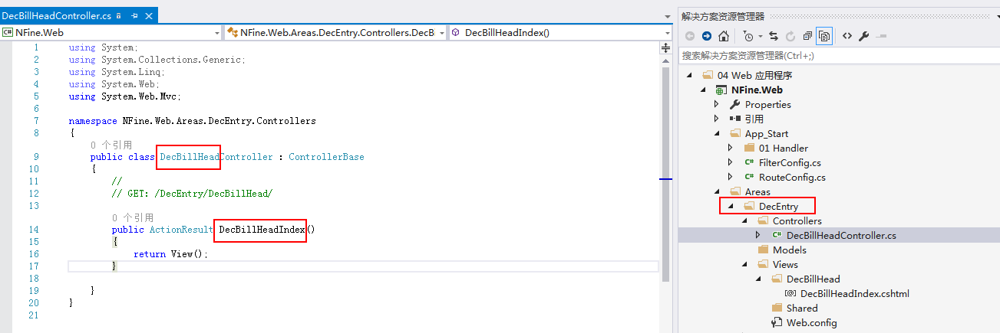 DecBillHeadController.cs
NFine.Web
NFine.Web.Areas.DecEntry.Controllers.DecBi
DecBillHeadIndex()
1 using System;
2 using System.Collections.Generic;
3 using System.Linq;
4 using System.Web;
5 using System.Web.Mvc;
6
7 namespace NFine.Web.Areas.DecEntry.Controllers
8 {
0 个引用
9 public class DecBillHeadController : ControllerBase
10 {
11 //
12 // GET: /DecEntry/DecBillHead/
13
0 个引用
14 public ActionResult DecBillHeadIndex()
15 {
16 return View();
17 }
18
19 }
20 }
21
解决方案资源管理器
搜索解决方案资源管理器(Ctrl+;)
04 Web 应用程序
NFine.Web
Properties
引用
App_Start
01 Handler
C# FilterConfig.cs
C# RouteConfig.cs
Areas
DecEntry
Controllers
C# DecBillHeadController.cs
Models
Views
DecBillHead
[@] DecBillHeadIndex.cshtml
Shared
Web.config